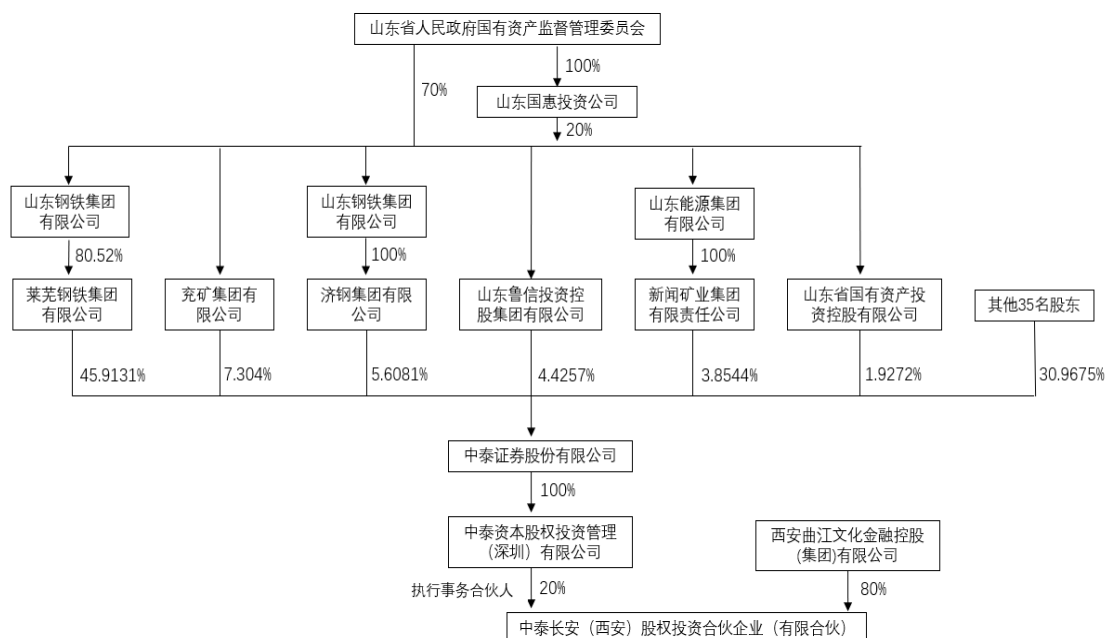 山东省人民政府国有资产监督管理委员会
100%
70%
山东国惠投资公司
20%
山东钢铁集团
有限公司
山东钢铁集团
有限公司
山东能源集团
有限公司
80.52%
100%
100%
莱芜钢铁集团
有限公司
兖矿集团有
限公司
济钢集团有限
公司
山东鲁信投资控
股集团有限公司
新闻矿业集团
有限责任公司
山东省国有资产投
资控股有限公司
其他35名股东
45.9131%
7.304%
5.6081%
4.4257%
3.8544%
1.9272%
30.9675%
中泰证券股份有限公司
100%
中泰资本股权投资管理
（深圳）有限公司
西安曲江文化金融控股
(集团)有限公司
执行事务合伙人
20%
80%
中泰长安（西安）股权投资合伙企业（有限合伙）